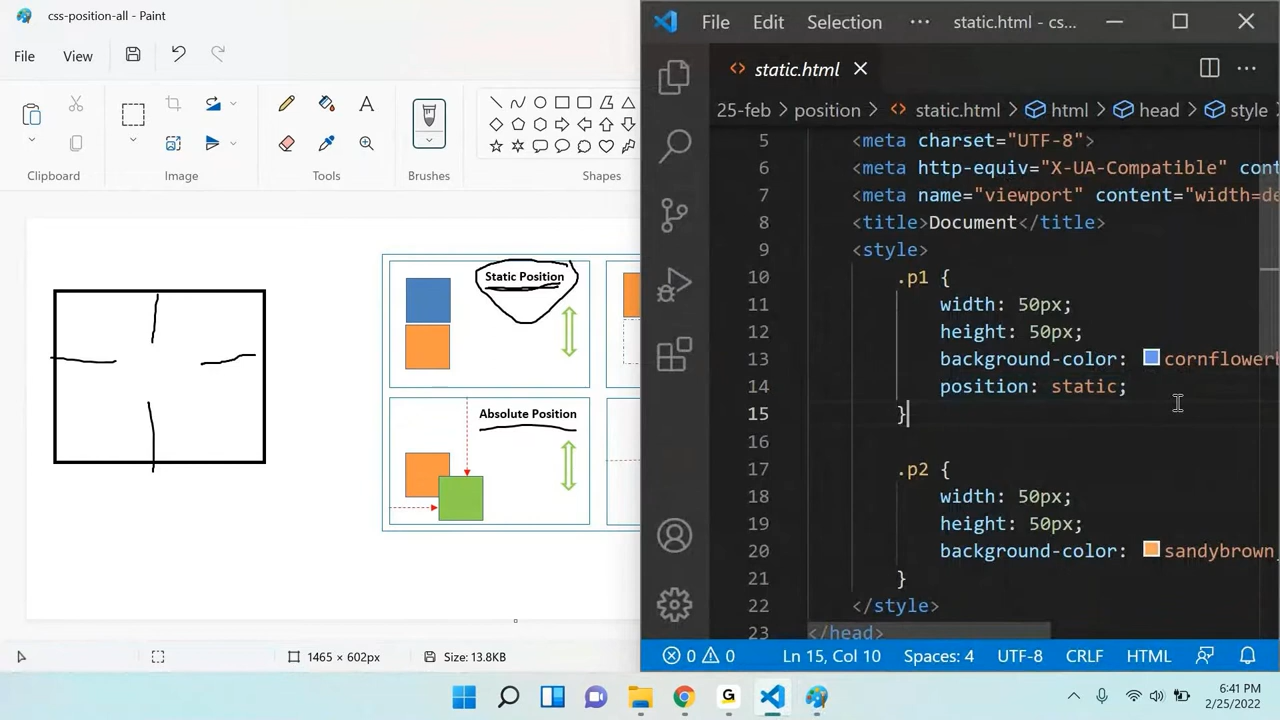 css-position-all - Paint
File View
Clipboard
Image
Tools
Brushes
Shapes
A
Static Position
Absolute Position
1465 × 602px
Size: 13.8KB
File Edit Selection ··· static.html - cs...
static.html
25-feb > position > static.html > html > head > style
5 <meta charset="UTF-8">
6 <meta http-equiv="X-UA-Compatible" cont
7 <meta name="viewport" content="width=de
8 <title>Document</title>
9 <style>
10 .p1 {
11 width: 50px;
12 height: 50px;
13 background-color: cornflowerb
14 position: static;
15 }
16
17 .p2 {
18 width: 50px;
19 height: 50px;
20 background-color: sandybrown;
21 }
22 </style>
23 </head>
0 0 Ln 15, Col 10 Spaces: 4 UTF-8 CRLF HTML
G
6:41 PM
2/25/2022